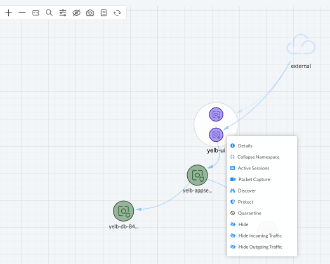 external
yelb-ui
Details
Collapse Namespace
Active Sessions
Packet Capture
Discover
Protect
Quarantine
Hide
Hide Incoming Traffic
Hide Outgoing Traffic
yelb-appse...
yelb-db-84...